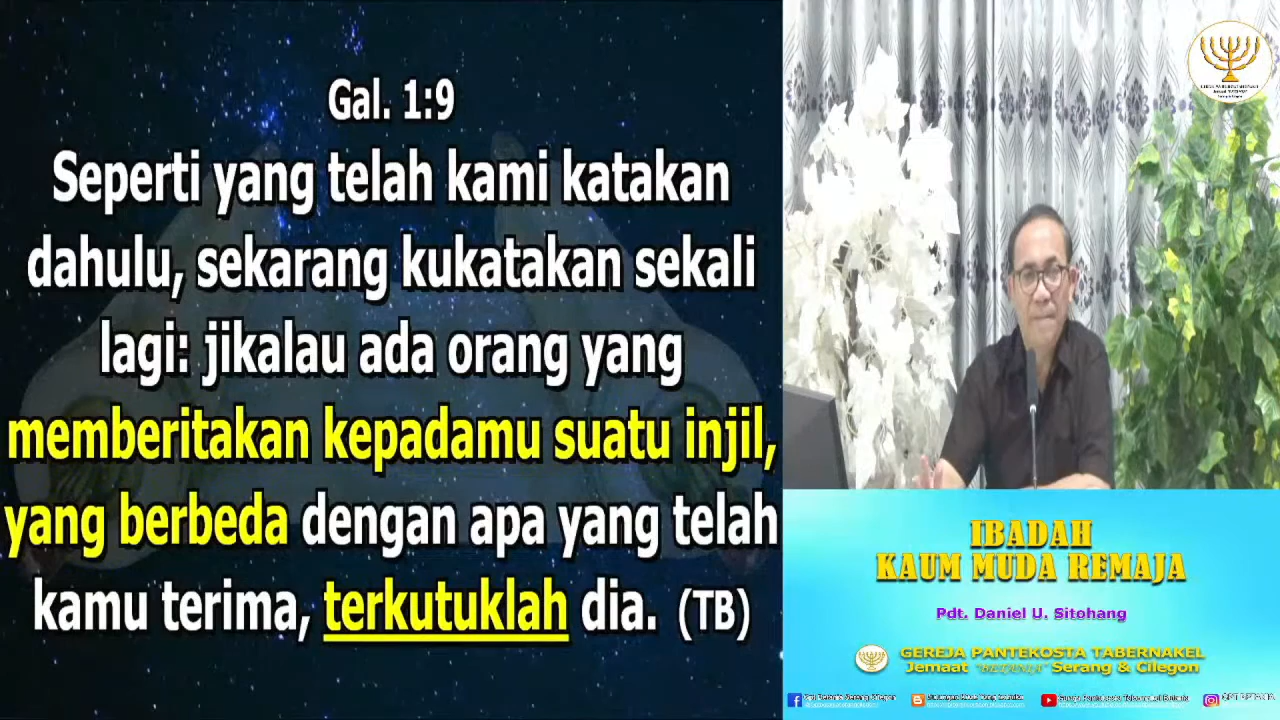 Gal. 1:9
Seperti yang telah kami katakan
dahulu, sekarang kukatakan sekali
lagi: jikalau ada orang yang
memberitakan kepadamu suatu injil,
yang berbeda dengan apa yang telah
kamu terima, terkutuklah dia. (TB)
IBADAH
KAUM MUDA REMAJA
Pdt. Daniel U. Sitohang
GEREJA PANTEKOSTA TABERNAKEL
Jemaat "BETANIA" Serang & Cilegon